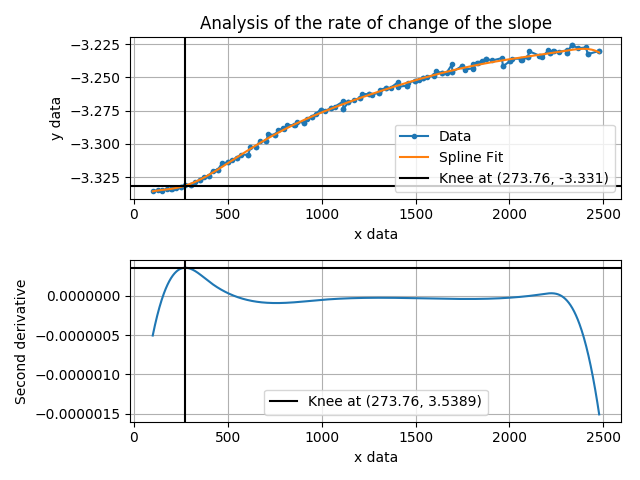 Analysis of the rate of change of the slope
−3.225
−3.250
−3.275
−3.300
−3.325
y data
Data
Spline Fit
Knee at (273.76, -3.331)
0
500
1000
1500
2000
2500
x data
0.0000000
−0.0000005
−0.0000010
−0.0000015
Second derivative
Knee at (273.76, 3.5389)
0
500
1000
1500
2000
2500
x data